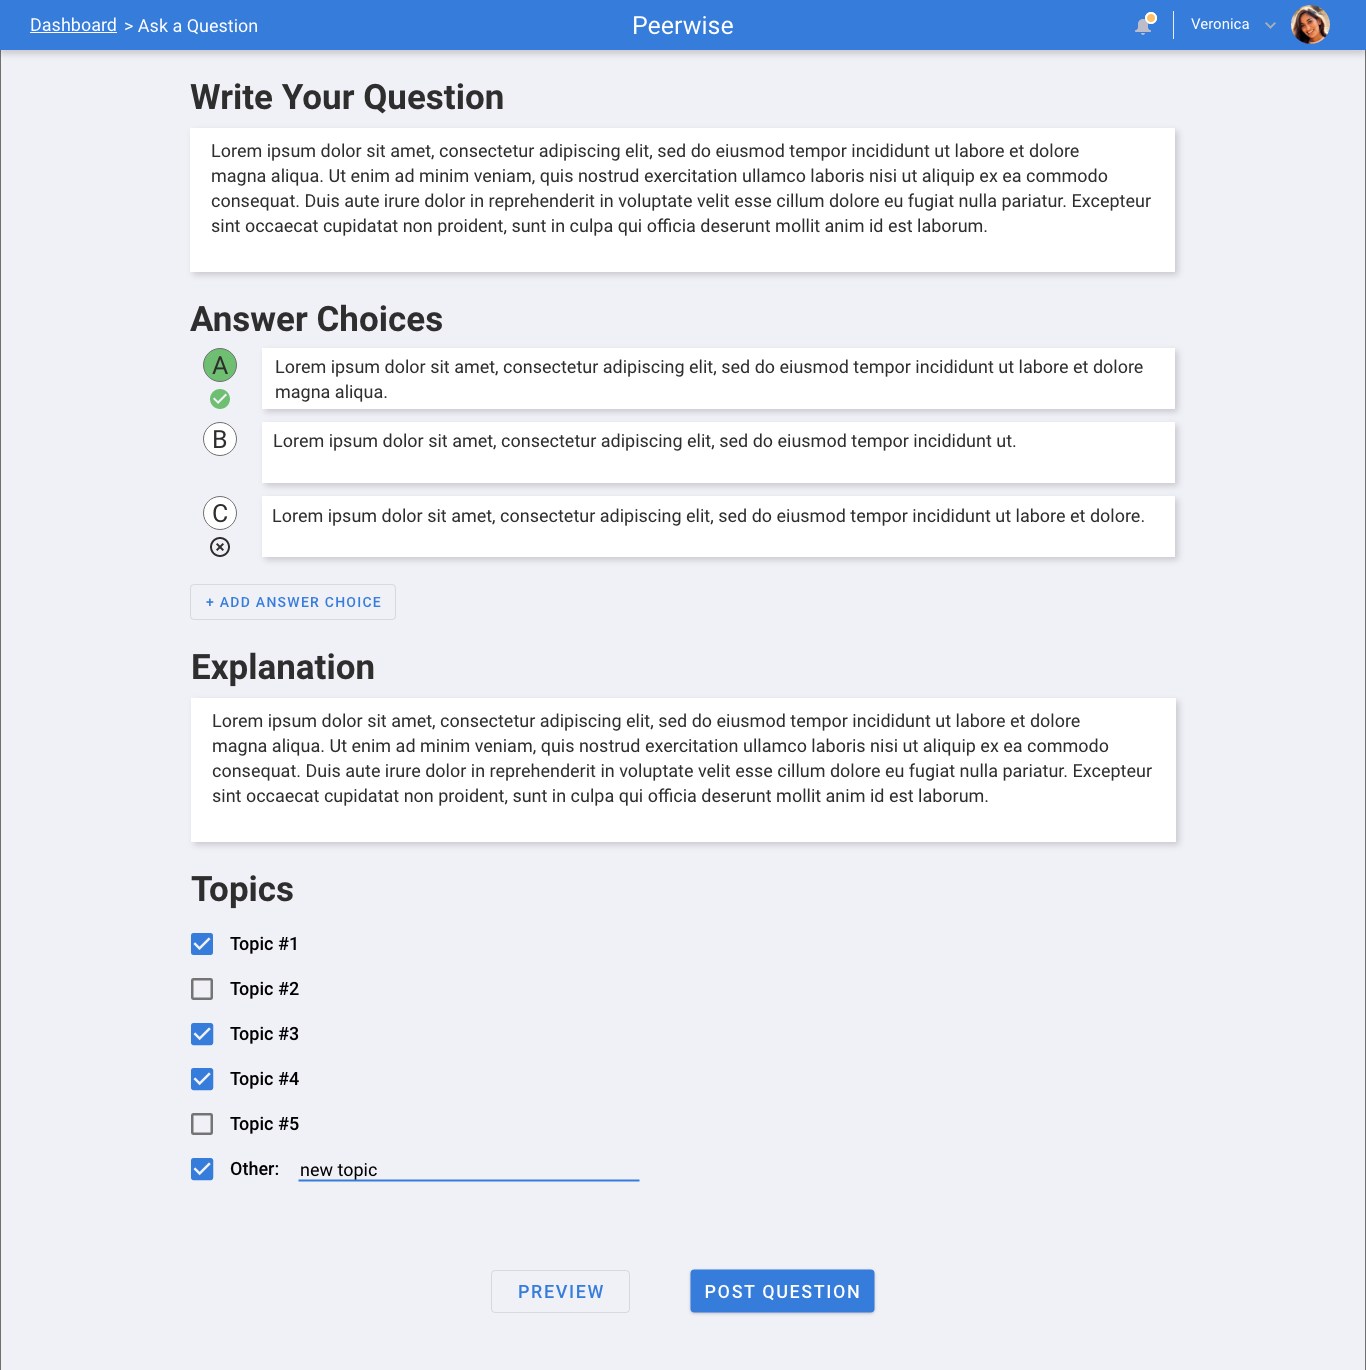 Dashboard > Ask a Question
Peerwise
Veronica
Write Your Question
Lorem ipsum dolor sit amet, consectetur adipiscing elit, sed do eiusmod tempor incididunt ut labore et dolore
magna aliqua. Ut enim ad minim veniam, quis nostrud exercitation ullamco laboris nisi ut aliquip ex ea commodo
consequat. Duis aute irure dolor in reprehenderit in voluptate velit esse cillum dolore eu fugiat nulla pariatur. Excepteur
sint occaecat cupidatat non proident, sunt in culpa qui officia deserunt mollit anim id est laborum.
Answer Choices
A
Lorem ipsum dolor sit amet, consectetur adipiscing elit, sed do eiusmod tempor incididunt ut labore et dolore
magna aliqua.
B
Lorem ipsum dolor sit amet, consectetur adipiscing elit, sed do eiusmod tempor incididunt ut.
C
Lorem ipsum dolor sit amet, consectetur adipiscing elit, sed do eiusmod tempor incididunt ut labore et dolore.
+ ADD ANSWER CHOICE
Explanation
Lorem ipsum dolor sit amet, consectetur adipiscing elit, sed do eiusmod tempor incididunt ut labore et dolore
magna aliqua. Ut enim ad minim veniam, quis nostrud exercitation ullamco laboris nisi ut aliquip ex ea commodo
consequat. Duis aute irure dolor in reprehenderit in voluptate velit esse cillum dolore eu fugiat nulla pariatur. Excepteur
sint occaecat cupidatat non proident, sunt in culpa qui officia deserunt mollit anim id est laborum.
Topics
Topic #1
Topic #2
Topic #3
Topic #4
Topic #5
Other: new topic
PREVIEW
POST QUESTION